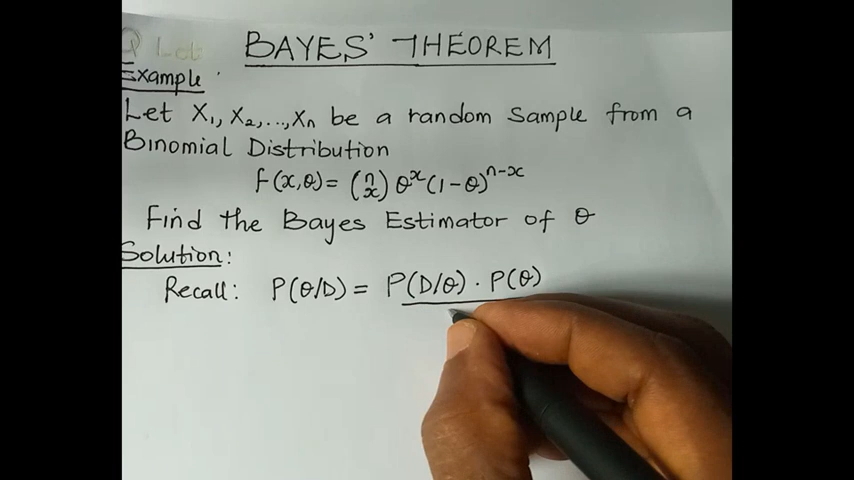 Q Let
BAYES' THEOREM
Example
Let X₁, X₂,..., Xn be a random sample from a
Binomial Distribution
f(x,θ) = (n x) θ^x (1-θ)^n-x
Find the Bayes Estimator of θ
Solution:
Recall: P(θ/D) = P(D/θ) · P(θ)